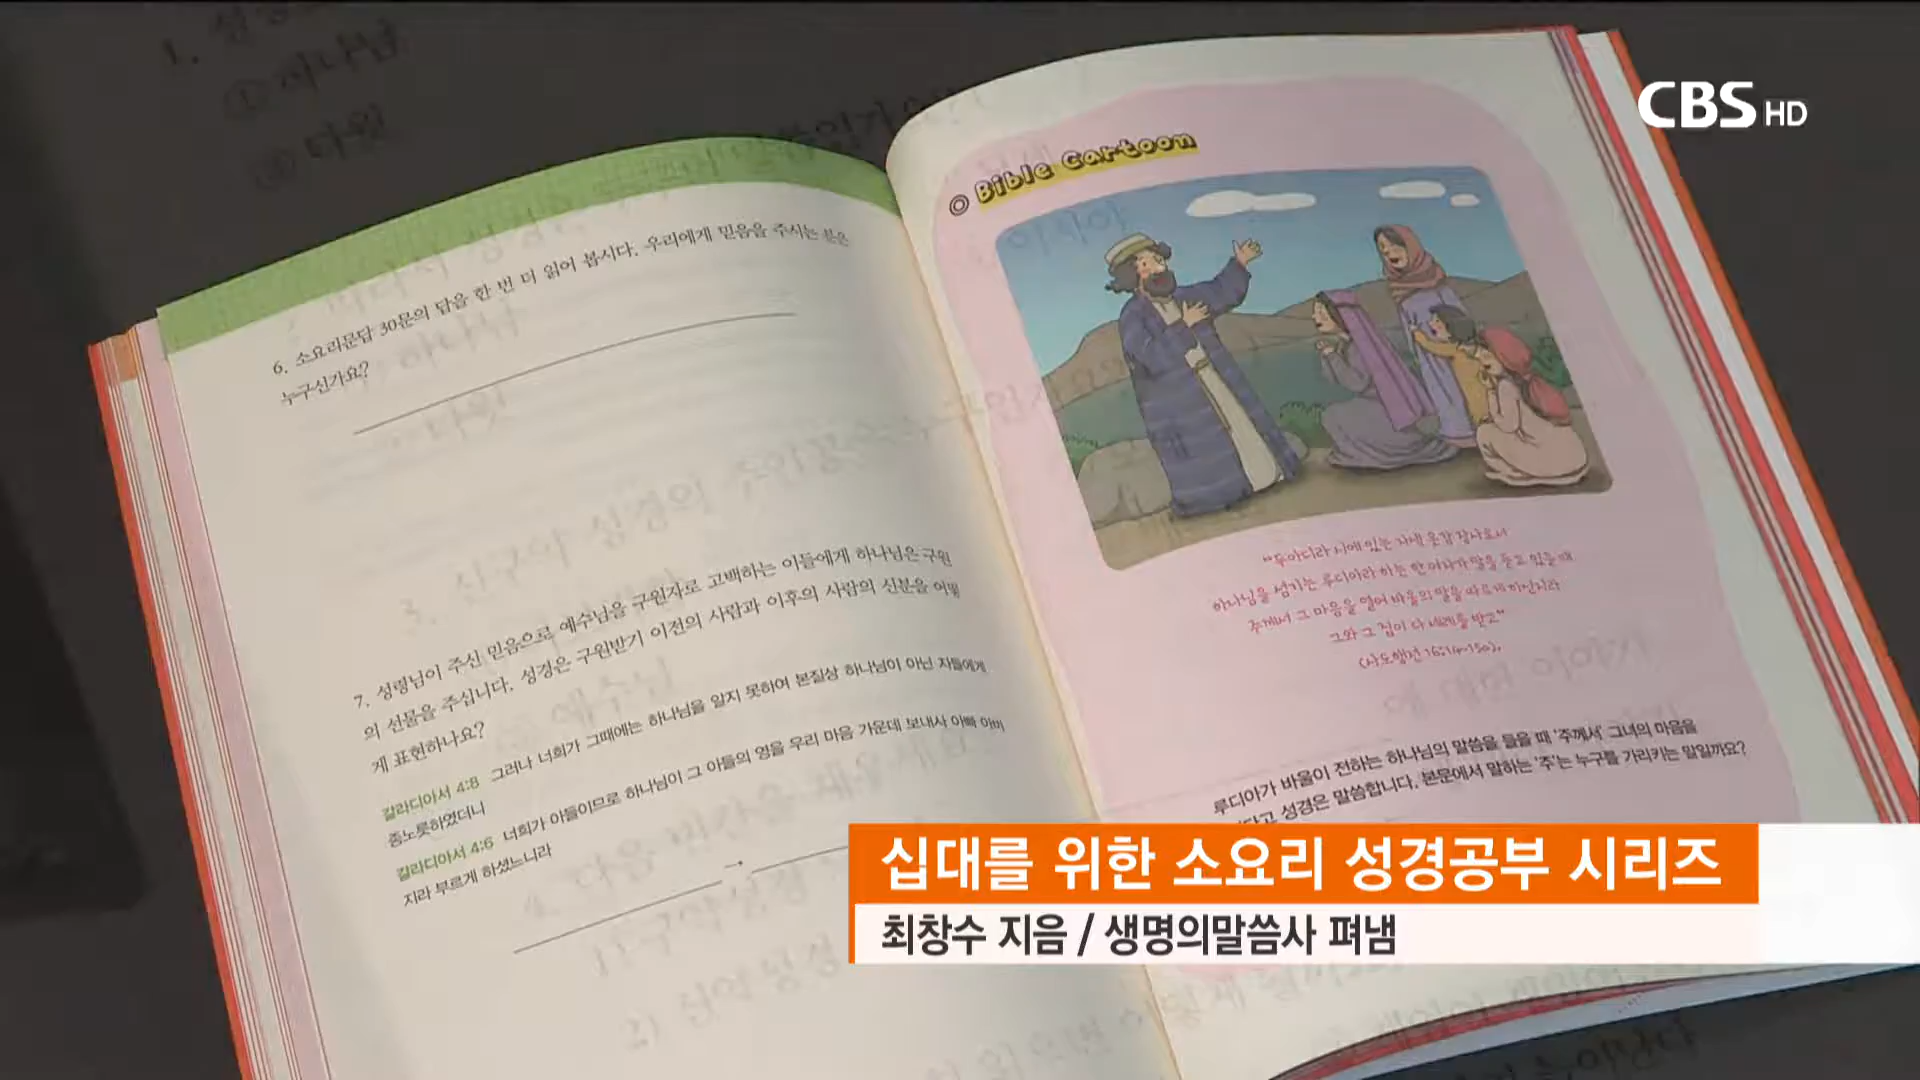 CBS HD
6. 소요리문답 30문의 답을 한 번 더 읽어 봅시다. 우리에게 믿음을 주시는 분은
누구신가요?
7. 성령님이 주신 믿음으로 예수님을 구원자로 고백하는 이들에게 하나님은 구원
의 선물을 주십니다. 성경은 구원받기 이전의 사람과 이후의 사람의 신분을 어떻
게 표현하나요?
갈라디아서 4:8 그러나 너희가 그때에는 하나님을 알지 못하여 본질상 하나님이 아닌 자들에게
종노릇하였더니
갈라디아서 4:6 너희가 아들이므로 하나님이 그 아들의 영을 우리 마음 가운데 보내사 아빠 아버
지라 부르게 하셨느니라
→
Bible Cartoon
"두아디라 시에 있는 자색 옷감 장사로서
하나님을 섬기는 루디아라 하는 한 여자가 말을 듣고 있을 때
주께서 그 마음을 열어 바울의 말을 따르게 하신지라
그와 그 집이 다 세례를 받고"
(사도행전 16:14-15a).
루디아가 바울이 전하는 하나님의 말씀을 들을 때 '주께서' 그녀의 마음을
성경은 말씀합니다. 본문에서 말하는 '주'는 누구를 가리키는 말일까요?
십대를 위한 소요리 성경공부 시리즈
최창수 지음 / 생명의말씀사 펴냄